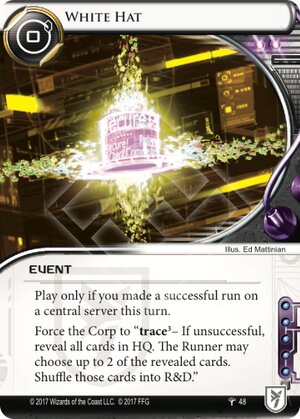 White Hat
0
Secured
Illus. Ed Mattinian
EVENT
Play only if you made a successful run on
a central server this turn.
Force the Corp to “trace³– If unsuccessful,
reveal all cards in HQ. The Runner may
choose up to 2 of the revealed cards.
Shuffle those cards into R&D.”
© 2017 Wizards of the Coast LLC. © 2017 FFG
48